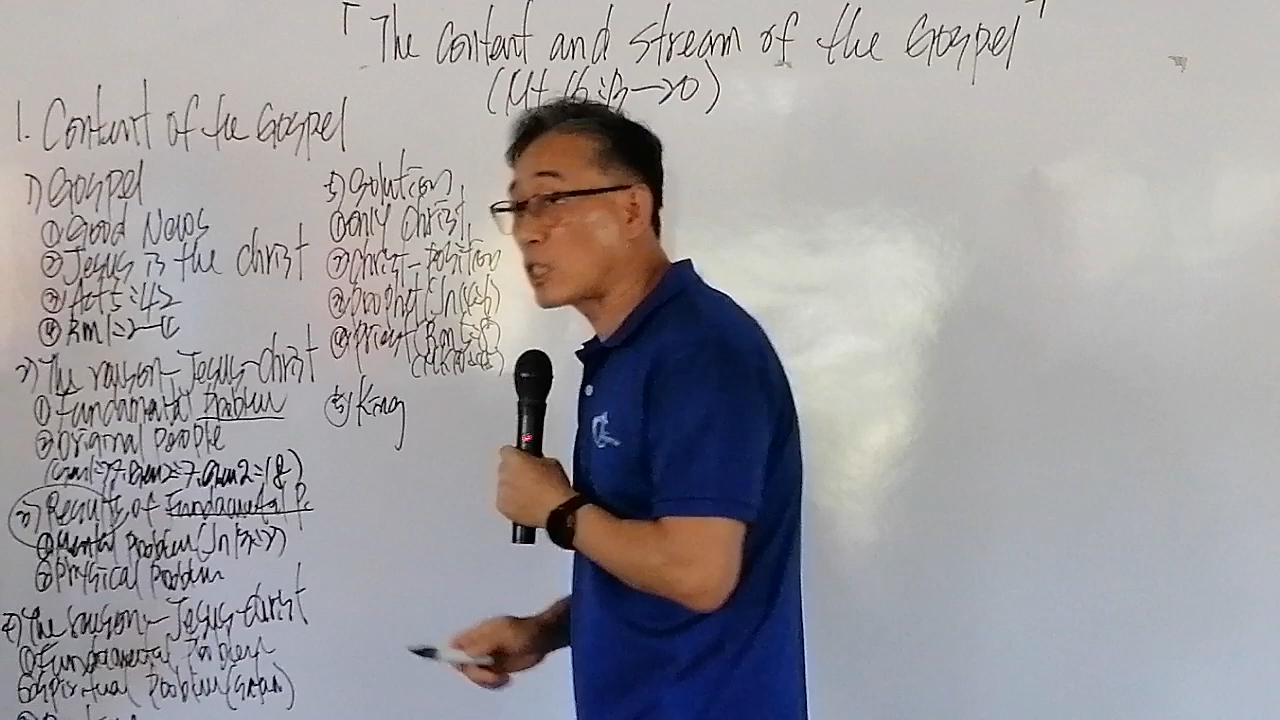 「The Content and stream of the Gospel」
(Mt 16:13-20)
1. Content of the Gospel
1) Gospel
① Good News
② Jesus is the christ
③ Act 5:42
④ Rm 1:2-
2) The reason - Jesus-christ
① Fundamental Problem
② Original people
3) Results of Fundamental P.
① Mental Problem
② Physical Problem
4) The reason - Jesus-christ
① Fundamental Problem
② Spiritual Problem
5) Solution
① only Christ
② Christ - Position
③ Prophet
④ Priest
⑤ King